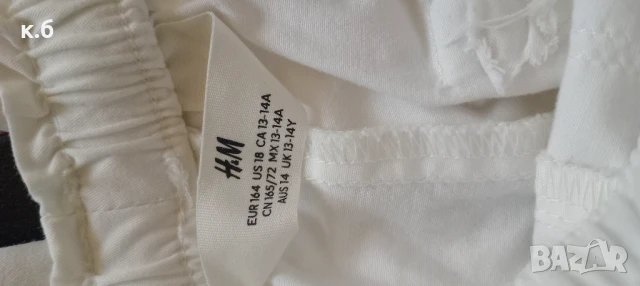 к.б
H&M
EUR 164 US 18 CA 13-14A
CN 165/72 MX 13-14A
AUS 14 UK 13-14Y
BAZAR